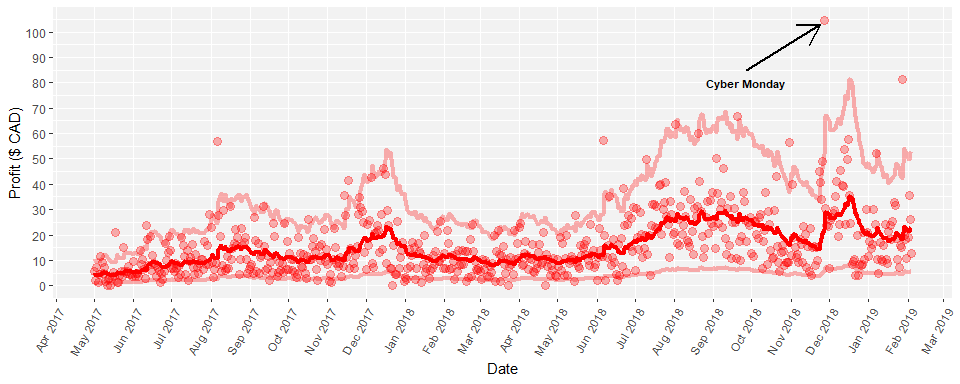 100
90
80
70
60
50
40
30
20
10
0
Profit ($ CAD)
Cyber Monday
Apr 2017
May 2017
Jun 2017
Jul 2017
Aug 2017
Sep 2017
Oct 2017
Nov 2017
Dec 2017
Jan 2018
Feb 2018
Mar 2018
Apr 2018
May 2018
Jun 2018
Jul 2018
Aug 2018
Sep 2018
Oct 2018
Nov 2018
Dec 2018
Jan 2019
Feb 2019
Mar 2019
Date